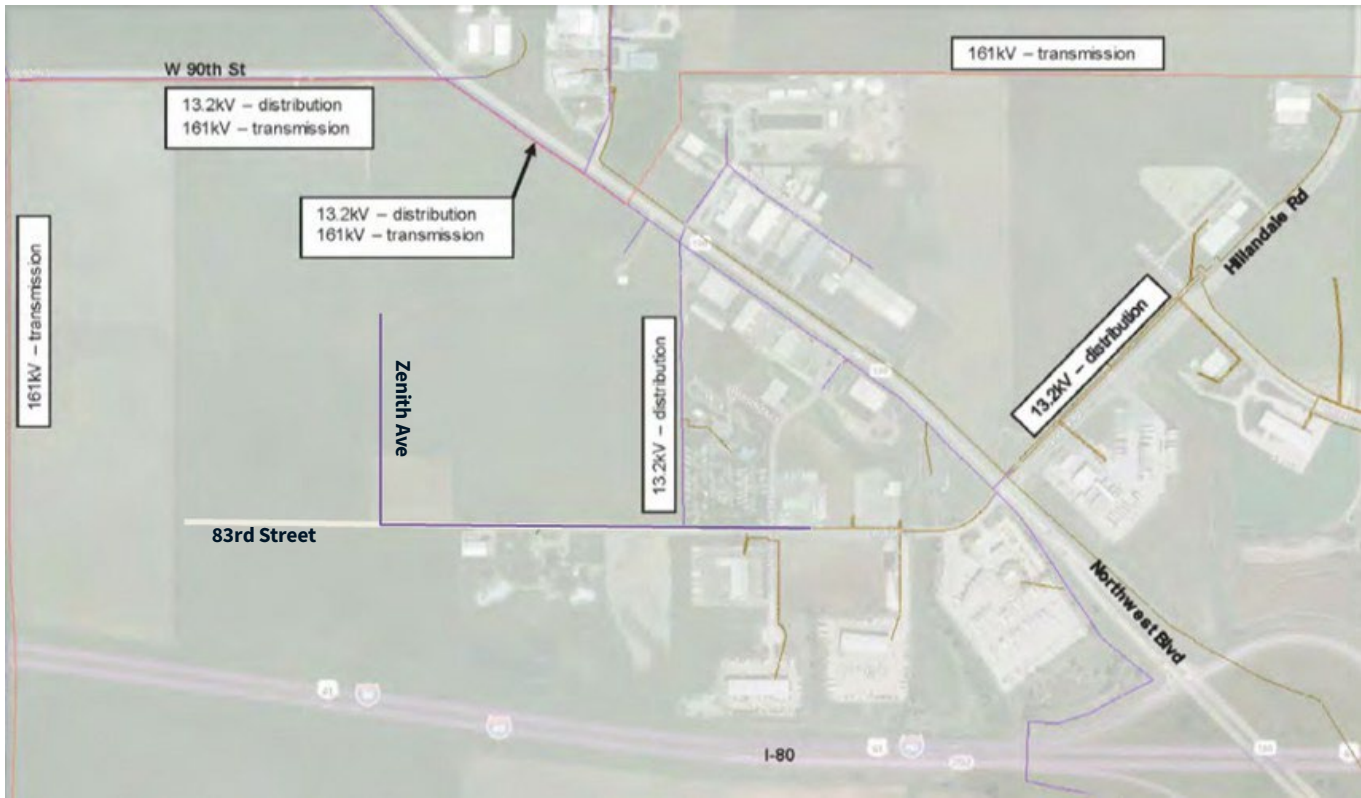 W 90th St
13.2kV – distribution
161kV – transmission
161kV – transmission
13.2kV – distribution
161kV – transmission
161kV – transmission
Zenith Ave
13.2kV – distribution
13.2kV – distribution
Hillandale Rd
83rd Street
Northwest Blvd
I-80